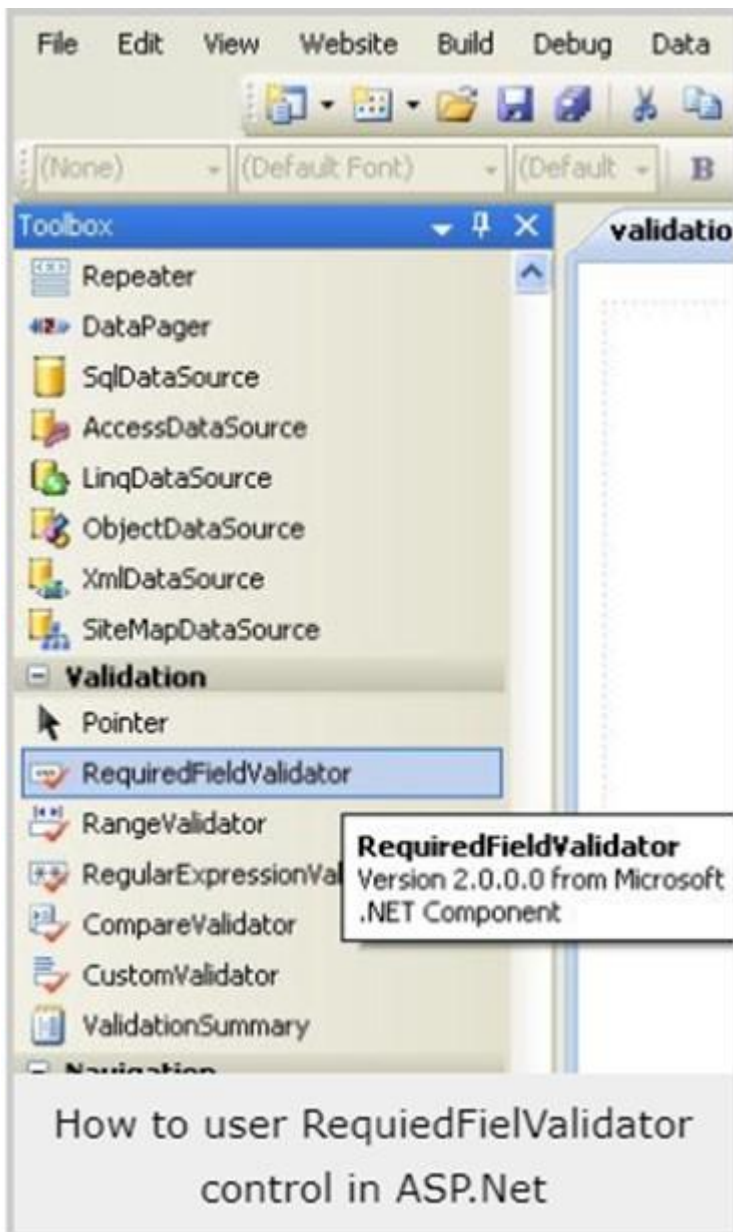 File Edit View Website Build Debug Data
(None) (Default Font) (Default B
Toolbox
validatio
Repeater
DataPager
SqlDataSource
AccessDataSource
LinqDataSource
ObjectDataSource
XmlDataSource
SiteMapDataSource
Validation
Pointer
RequiredFieldValidator
RangeValidator
RequiredFieldValidator
RegularExpressionVal
Version 2.0.0.0 from Microsoft
.NET Component
CompareValidator
CustomValidator
ValidationSummary
Navigation
How to user RequiedFielValidator
control in ASP.Net